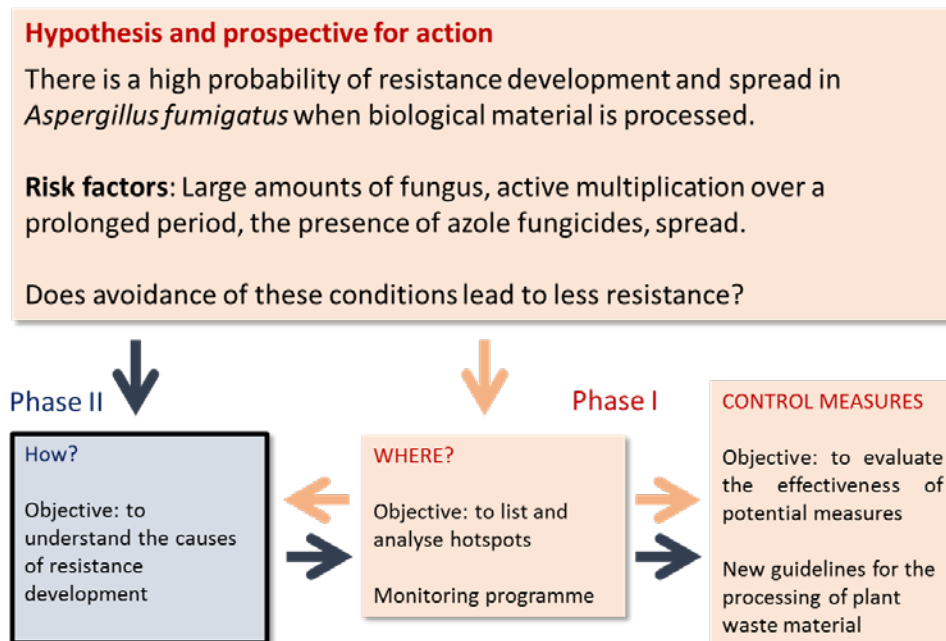 Hypothesis and prospective for action
There is a high probability of resistance development and spread in
Aspergillus fumigatus when biological material is processed.
Risk factors: Large amounts of fungus, active multiplication over a
prolonged period, the presence of azole fungicides, spread.
Does avoidance of these conditions lead to less resistance?
Phase II
Phase I
How?
Objective: to
understand the causes
of resistance
development
WHERE?
Objective: to list and
analyse hotspots
Monitoring programme
CONTROL MEASURES
Objective: to evaluate
the effectiveness of
potential measures
New guidelines for the
processing of plant
waste material